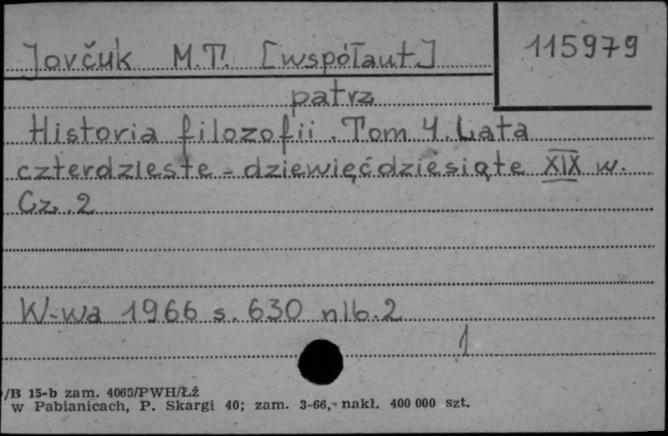 Jovčuk M.T. [współaut.]
115979
patrz
Historia filozofii. Tom 4. Lata
czterdzieste - dziewięćdziesiąte XIX w.
Cz. 2
W-wa 1966 s. 630 nlb. 2
1
/B 15-b zam. 4065/PWH/Łź
w Pabianicach, P. Skargi 40; zam. 3-66, nakł. 400 000 szt.